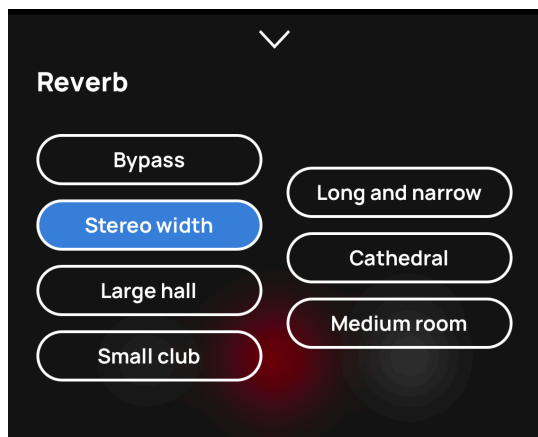 Reverb
Bypass
Long and narrow
Stereo width
Cathedral
Large hall
Medium room
Small club